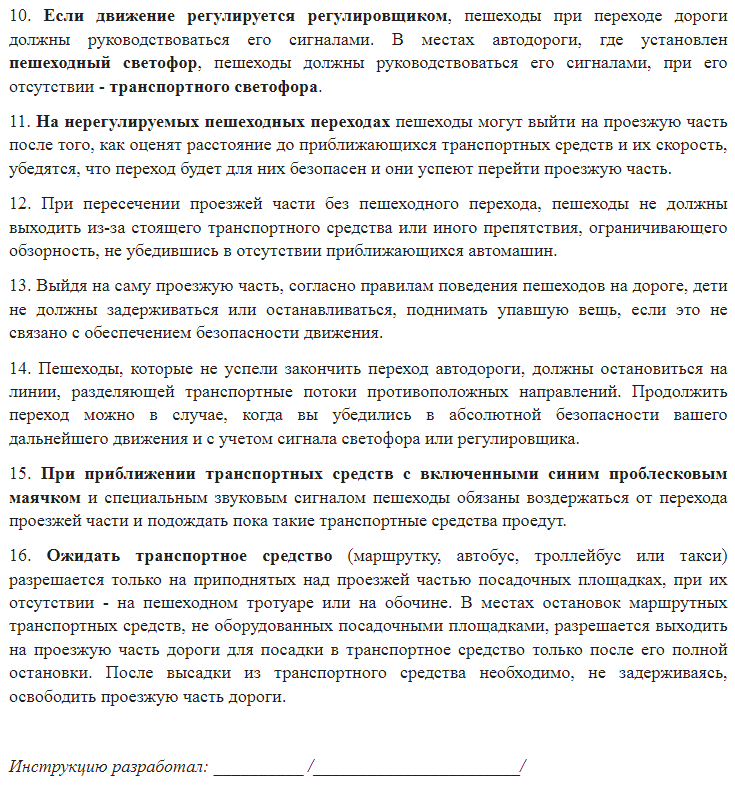 10. Если движение регулируется регулировщиком, пешеходы при переходе дороги
должны руководствоваться его сигналами. В местах автодороги, где установлен
пешеходный светофор, пешеходы должны руководствоваться его сигналами, при его
отсутствии - транспортного светофора.
11. На нерегулируемых пешеходных переходах пешеходы могут выйти на проезжую часть
после того, как оценят расстояние до приближающихся транспортных средств и их скорость,
убедятся, что переход будет для них безопасен и они успеют перейти проезжую часть.
12. При пересечении проезжей части без пешеходного перехода, пешеходы не должны
выходить из-за стоящего транспортного средства или иного препятствия, ограничивающего
обзорность, не убедившись в отсутствии приближающихся автомашин.
13. Выйдя на саму проезжую часть, согласно правилам поведения пешеходов на дороге, дети
не должны задерживаться или останавливаться, поднимать упавшую вещь, если это не
связано с обеспечением безопасности движения.
14. Пешеходы, которые не успели закончить переход автодороги, должны остановиться на
линии, разделяющей транспортные потоки противоположных направлений. Продолжить
переход можно в случае, когда вы убедились в абсолютной безопасности вашего
дальнейшего движения и с учетом сигнала светофора или регулировщика.
15. При приближении транспортных средств с включенными синим проблесковым
маячком и специальным звуковым сигналом пешеходы обязаны воздержаться от перехода
проезжей части и подождать пока такие транспортные средства проедут.
16. Ожидать транспортное средство (маршрутку, автобус, троллейбус или такси)
разрешается только на приподнятых над проезжей частью посадочных площадках, при их
отсутствии - на пешеходном тротуаре или на обочине. В местах остановок маршрутных
транспортных средств, не оборудованных посадочными площадками, разрешается выходить
на проезжую часть дороги для посадки в транспортное средство только после его полной
остановки. После высадки из транспортного средства необходимо, не задерживаясь,
освободить проезжую часть дороги.
Инструкцию разработал: __________ /_______________________/